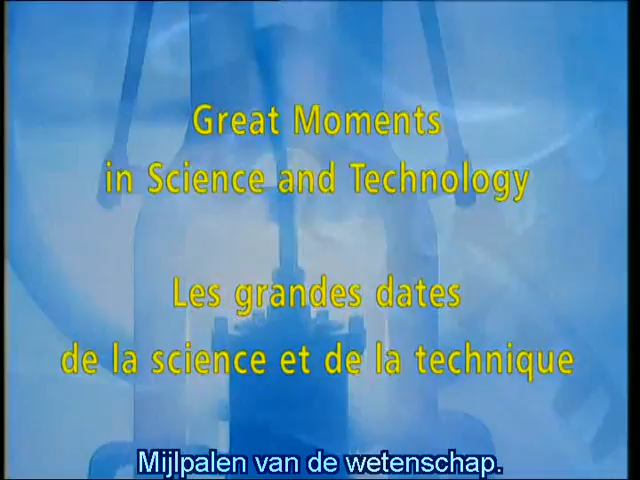 Great Moments
in Science and Technology
Les grandes dates
de la science et de la technique
Mijlpalen van de wetenschap.